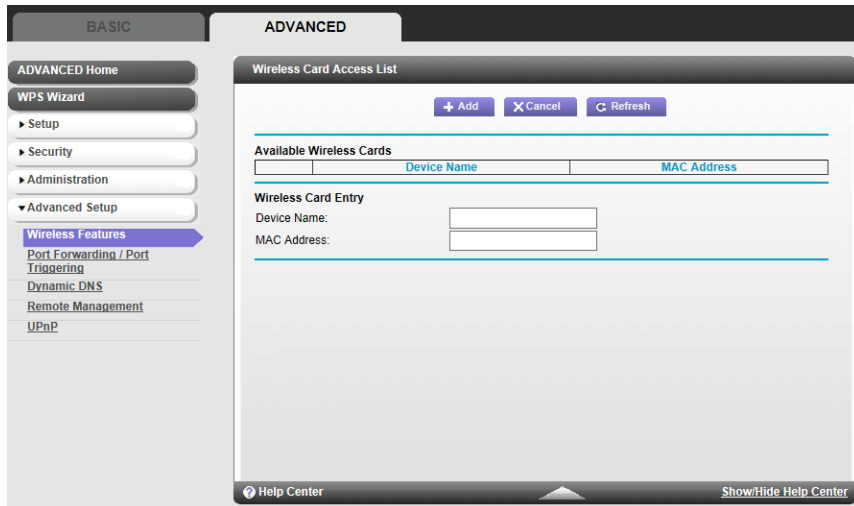 BASIC
ADVANCED
ADVANCED Home
WPS Wizard
Setup
Security
Administration
Advanced Setup
Wireless Features
Port Forwarding / Port
Triggering
Dynamic DNS
Remote Management
UPnP
Wireless Card Access List
Add Cancel Refresh
Available Wireless Cards
Device Name MAC Address
Wireless Card Entry
Device Name:
MAC Address:
Help Center Show/Hide Help Center